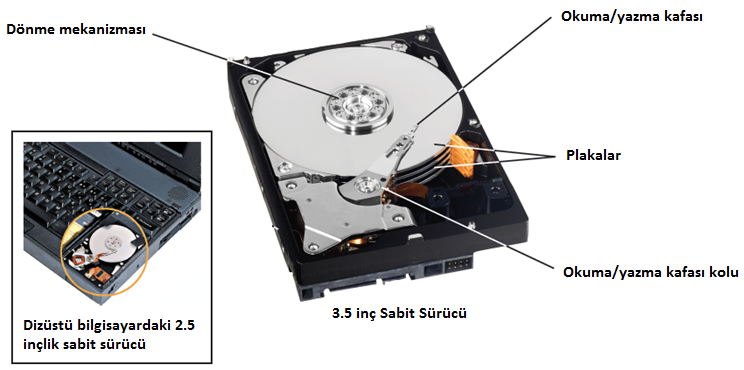 Dönme mekanizması
Okuma/yazma kafası
Plakalar
Okuma/yazma kafası kolu
3.5 inç Sabit Sürücü
Dizüstü bilgisayardaki 2.5
inçlik sabit sürücü